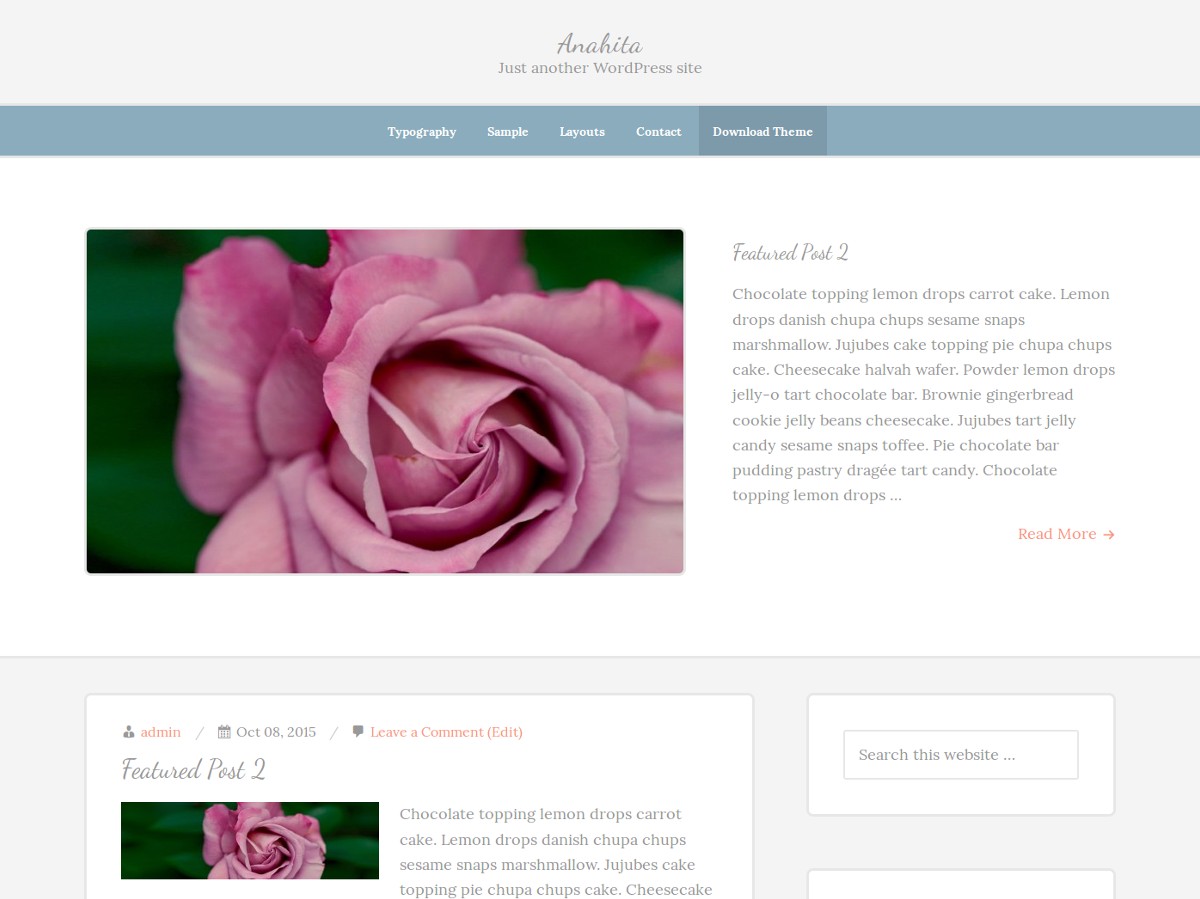 Anahita
Just another WordPress site
Typography Sample Layouts Contact Download Theme
Featured Post 2
Chocolate topping lemon drops carrot cake. Lemon
drops danish chupa chups sesame snaps
marshmallow. Jujubes cake topping pie chupa chups
cake. Cheesecake halvah wafer. Powder lemon drops
jelly-o tart chocolate bar. Brownie gingerbread
cookie jelly beans cheesecake. Jujubes tart jelly
candy sesame snaps toffee. Pie chocolate bar
pudding pastry dragée tart candy. Chocolate
topping lemon drops ...
Read More →
admin / Oct 08, 2015 / Leave a Comment (Edit)
Featured Post 2
Chocolate topping lemon drops carrot
cake. Lemon drops danish chupa chups
sesame snaps marshmallow. Jujubes cake
topping pie chupa chups cake. Cheesecake
Search this website ...